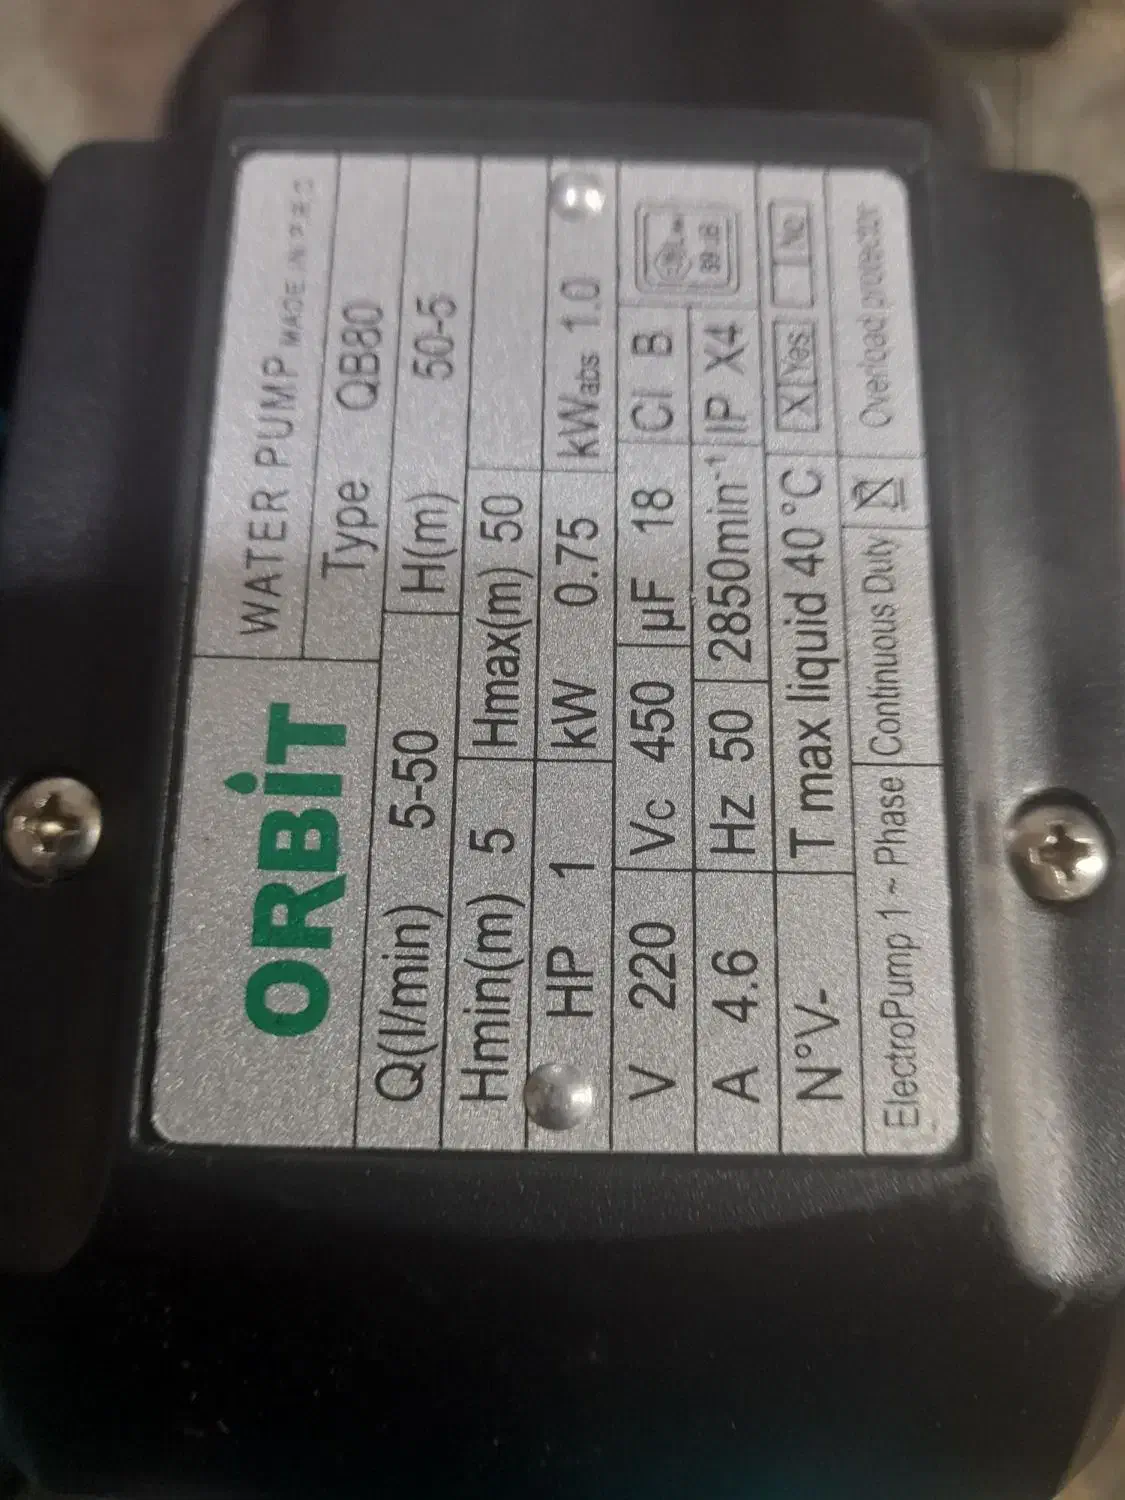 ORBIT
WATER PUMP MADE IN P.R.C
Type QB80
Q(l/min) 5-50 H(m) 50-5
Hmin(m) 5 Hmax(m) 50
HP 1 kW 0.75 kWabs 1.0
V 220 Vc 450 µF 18 Cl B
A 4.6 Hz 50 2850min⁻¹ IP X4
N°V- T max liquid 40°C X Yes No
ElectroPump 1 ~ Phase Continuous Duty Overload protector